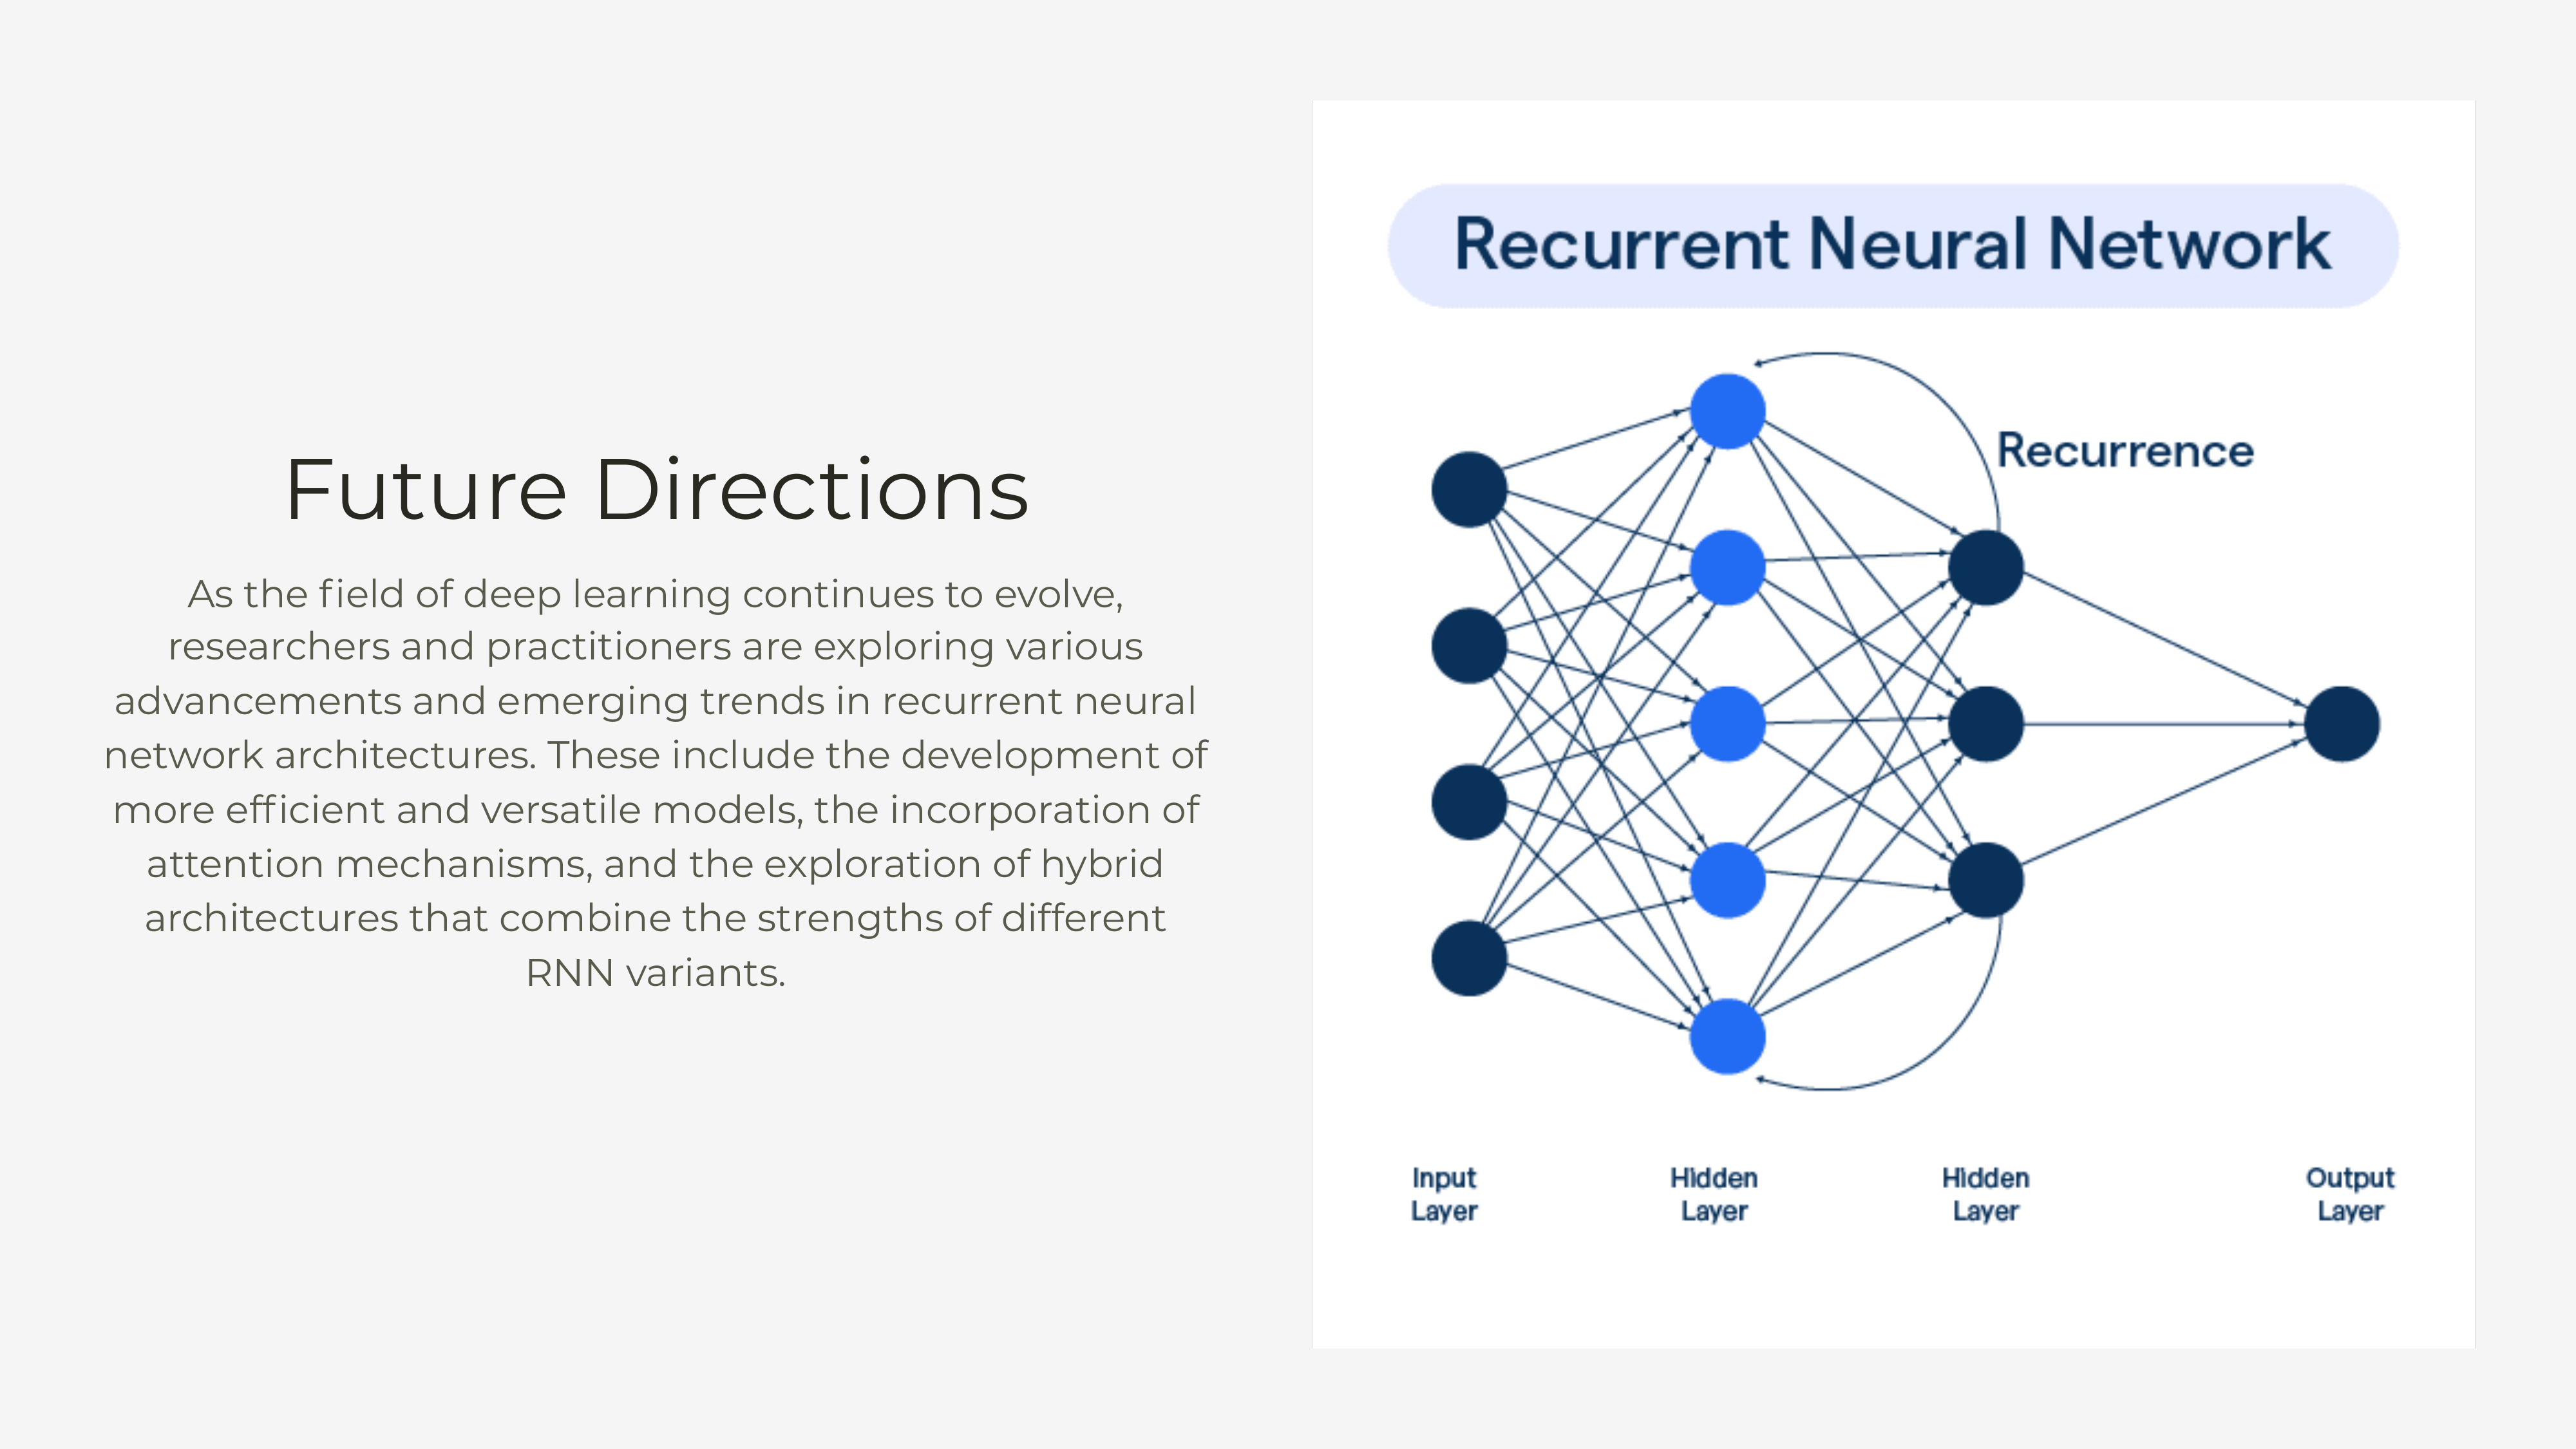 Future Directions
As the field of deep learning continues to evolve,
researchers and practitioners are exploring various
advancements and emerging trends in recurrent neural
network architectures. These include the development of
more efficient and versatile models, the incorporation of
attention mechanisms, and the exploration of hybrid
architectures that combine the strengths of different
RNN variants.
Recurrent Neural Network
Recurrence
Input
Layer
Hidden
Layer
Hidden
Layer
Output
Layer